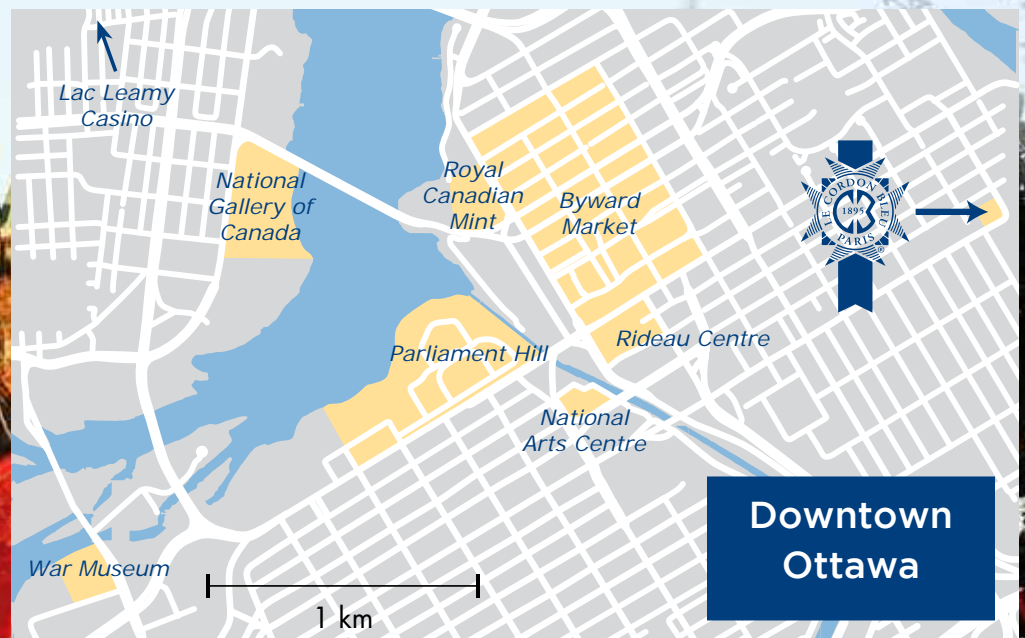 Lac Leamy
Casino
National
Gallery of
Canada
Royal
Canadian
Mint
Byward
Market
LE CORDON BLEU
1895
PARIS
®
Parliament Hill
Rideau Centre
National
Arts Centre
War Museum
1 km
Downtown
Ottawa